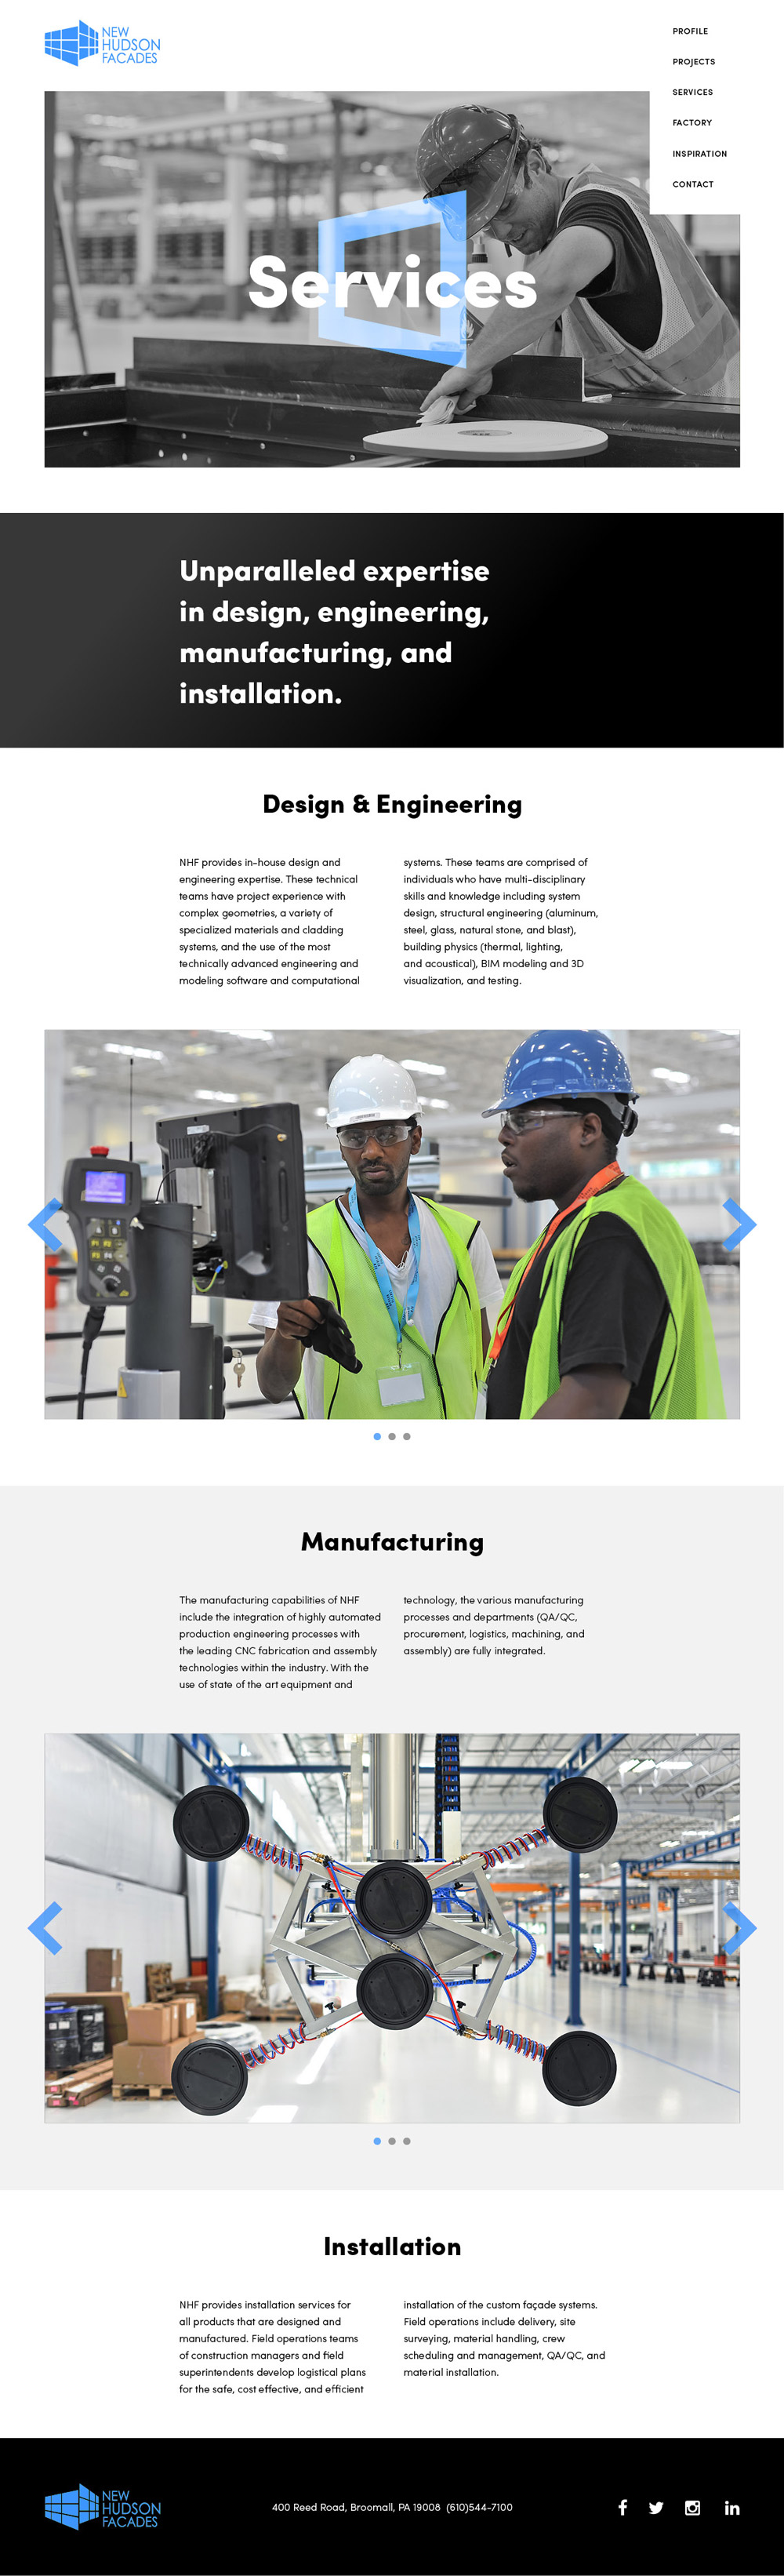 NEW
HUDSON
FACADES
PROFILE
PROJECTS
SERVICES
FACTORY
INSPIRATION
CONTACT
Services
Unparalleled expertise
in design, engineering,
manufacturing, and
installation.
Design & Engineering
NHF provides in-house design and
engineering expertise. These technical
teams have project experience with
complex geometries, a variety of
specialized materials and cladding
systems, and the use of the most
technically advanced engineering and
modeling software and computational
systems. These teams are comprised of
individuals who have multi-disciplinary
skills and knowledge including system
design, structural engineering (aluminum,
steel, glass, natural stone, and blast),
building physics (thermal, lighting,
and acoustical), BIM modeling and 3D
visualization, and testing.
Manufacturing
The manufacturing capabilities of NHF
include the integration of highly automated
production engineering processes with
the leading CNC fabrication and assembly
technologies within the industry. With the
use of state of the art equipment and
technology, the various manufacturing
processes and departments (QA/QC,
procurement, logistics, machining, and
assembly) are fully integrated.
Installation
NHF provides installation services for
all products that are designed and
manufactured. Field operations teams
of construction managers and field
superintendents develop logistical plans
for the safe, cost effective, and efficient
installation of the custom façade systems.
Field operations include delivery, site
surveying, material handling, crew
scheduling and management, QA/QC, and
material installation.
NEW
HUDSON
FACADES
400 Reed Road, Broomall, PA 19008 (610)544-7100